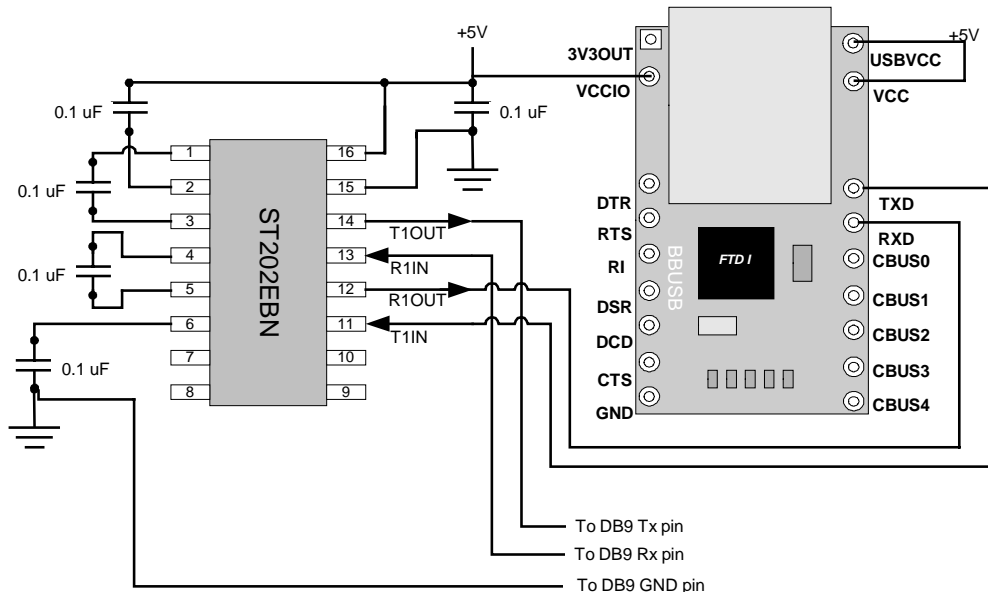 +5V
+5V
3V3OUT
USBVCC
VCCIO
VCC
0.1 uF
0.1 uF
1
16
0.1 uF
2
15
DTR
TXD
3
14
T1OUT
RTS
RXD
ST202EBN
BBUSB
FTDI
4
13
R1IN
RI
CBUS0
0.1 uF
5
12
R1OUT
DSR
CBUS1
6
11
T1IN
DCD
CBUS2
0.1 uF
7
10
CTS
CBUS3
8
9
GND
CBUS4
To DB9 Tx pin
To DB9 Rx pin
To DB9 GND pin